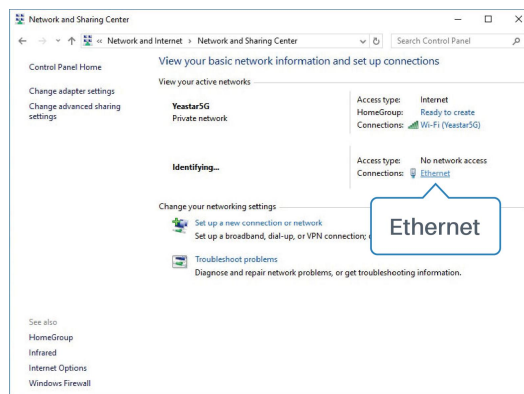 Network and Sharing Center
« Network and Internet › Network and Sharing Center
Search Control Panel
Control Panel Home
Change adapter settings
Change advanced sharing
settings
View your basic network information and set up connections
View your active networks
Yeastar5G
Private network
Access type: Internet
HomeGroup: Ready to create
Connections: Wi-Fi (Yeastar5G)
Identifying...
Access type: No network access
Connections: Ethernet
Ethernet
Change your networking settings
Set up a new connection or network
Set up a broadband, dial-up, or VPN connection;
Troubleshoot problems
Diagnose and repair network problems, or get troubleshooting information.
See also
HomeGroup
Infrared
Internet Options
Windows Firewall